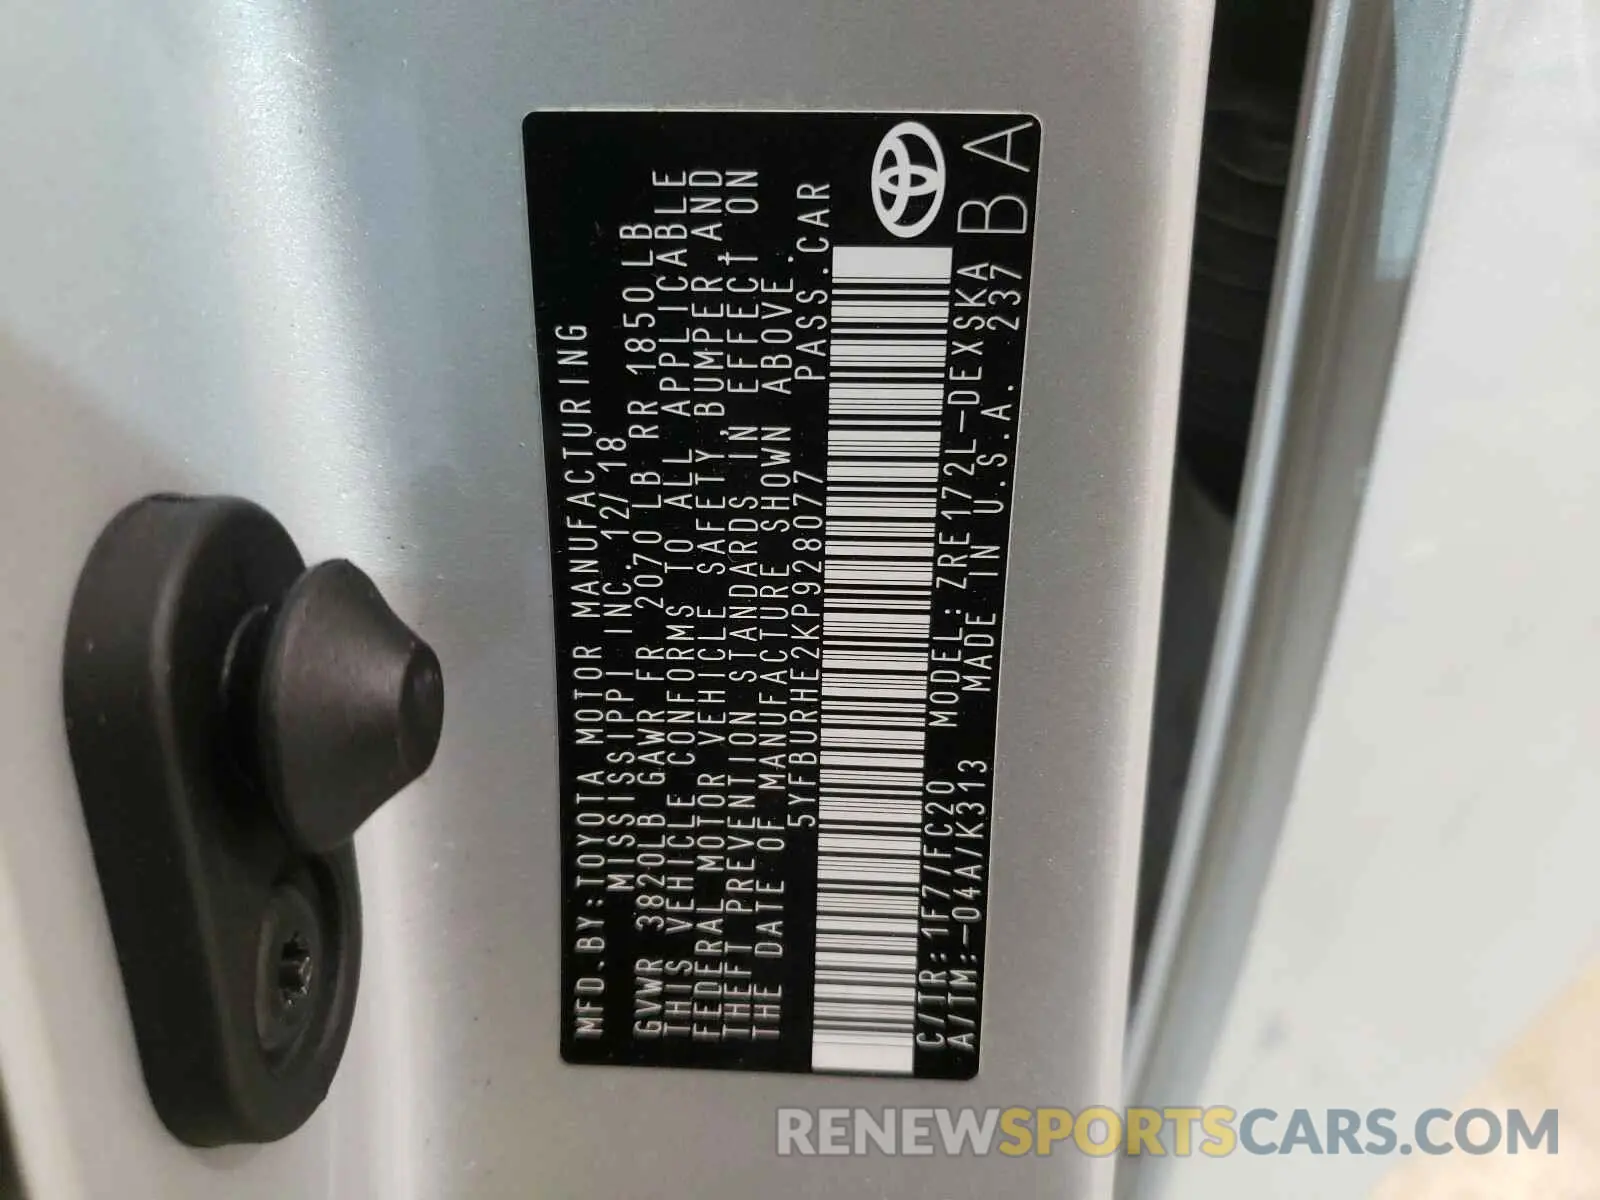 MFD.BY:TOYOTA MOTOR MANUFACTURING
MISSISSIPPI INC.12/18
GVWR 3820LB GAWR FR 2070LB RR 1850LB
THIS VEHICLE CONFORMS TO ALL APPLICABLE
FEDERAL MOTOR VEHICLE SAFETY,BUMPER,AND
THEFT PREVENTION STANDARDS IN EFFECT ON
THE DATE OF MANUFACTURE SHOWN ABOVE.
5YFBURHE2KP928077 PASS.CAR
C/TR:1F7/FC20 MODEL:ZRE172L-DEXSKA
A/TM:-04A/K313 MADE IN U.S.A. 237
BA
RENEWSPORTSCARS.COM